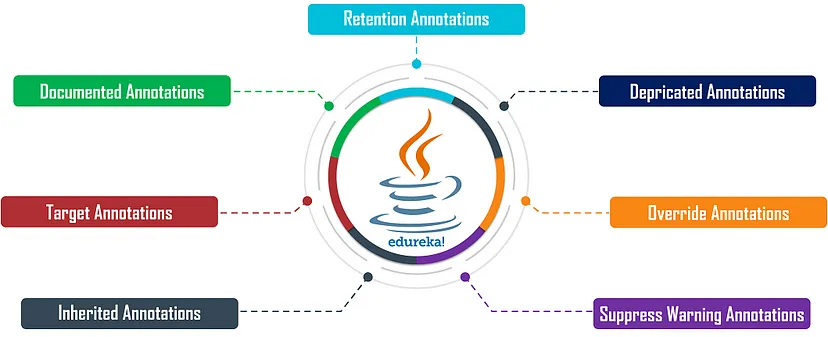 Retention Annotations
Documented Annotations
Depricated Annotations
Target Annotations
Override Annotations
edureka!
Inherited Annotations
Suppress Warning Annotations